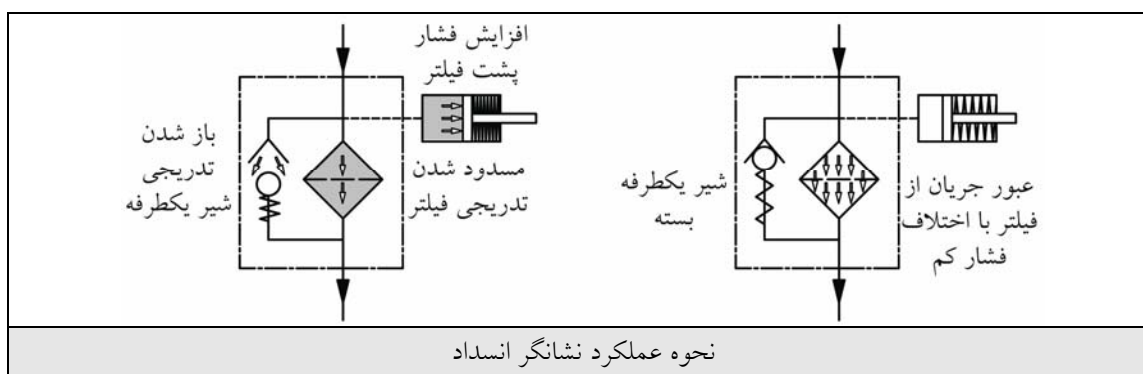 افزایش فشار
پشت فیلتر
باز شدن
تدریجی
شیر یکطرفه
مسدود شدن
تدریجی فیلتر
شیر یکطرفه
بسته
عبور جریان از
فیلتر با اختلاف
فشار کم
نحوه عملکرد نشانگر انسداد